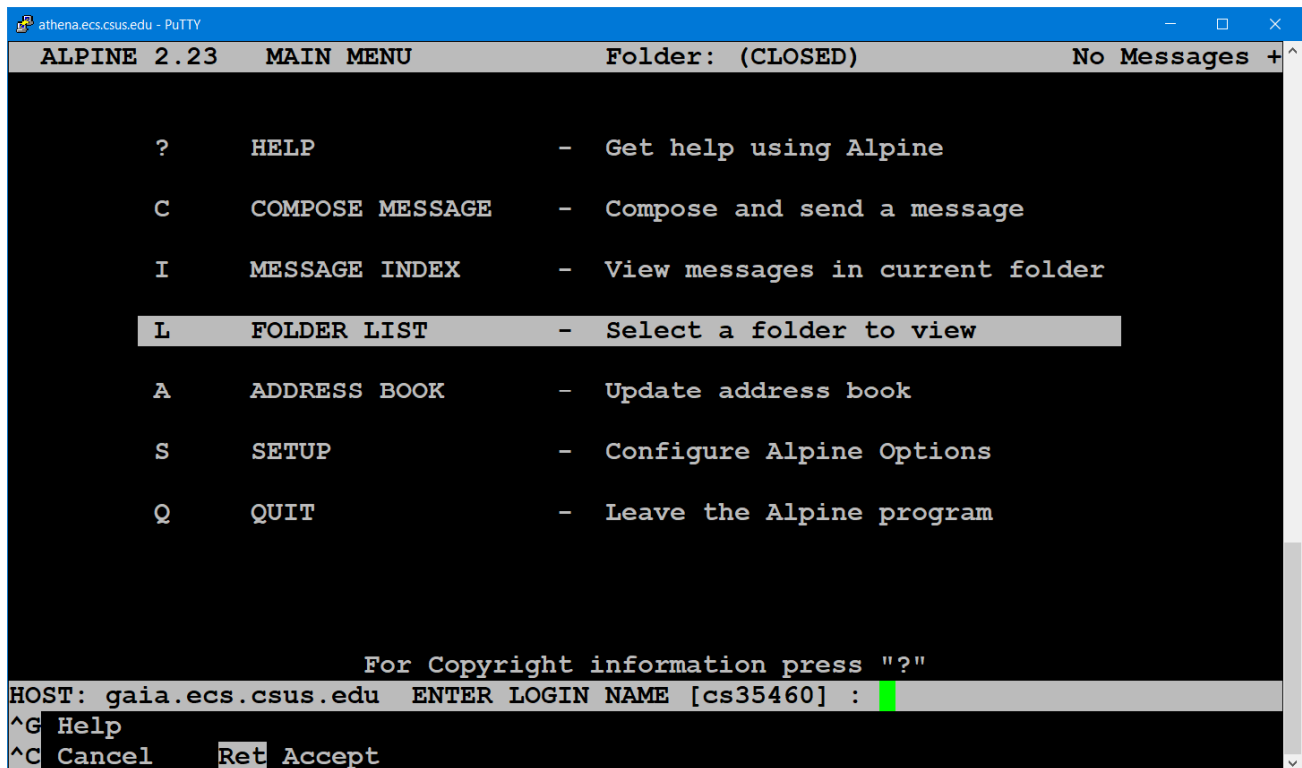 athena.ecs.csus.edu - PuTTY
ALPINE 2.23 MAIN MENU Folder: (CLOSED) No Messages +
? HELP - Get help using Alpine
C COMPOSE MESSAGE - Compose and send a message
I MESSAGE INDEX - View messages in current folder
L FOLDER LIST - Select a folder to view
A ADDRESS BOOK - Update address book
S SETUP - Configure Alpine Options
Q QUIT - Leave the Alpine program
For Copyright information press "?"
HOST: gaia.ecs.csus.edu ENTER LOGIN NAME [cs35460] :
^G Help
^C Cancel Ret Accept